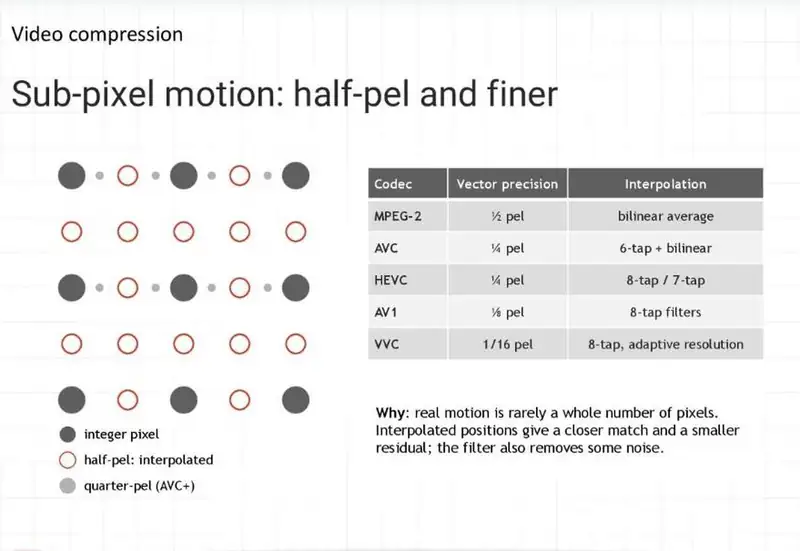 Video compression
Sub-pixel motion: half-pel and finer
Codec Vector precision Interpolation
MPEG-2 ½ pel bilinear average
AVC ¼ pel 6-tap + bilinear
HEVC ¼ pel 8-tap / 7-tap
AV1 ⅛ pel 8-tap filters
VVC 1/16 pel 8-tap, adaptive resolution
integer pixel
half-pel: interpolated
quarter-pel (AVC+)
Why: real motion is rarely a whole number of pixels.
Interpolated positions give a closer match and a smaller
residual; the filter also removes some noise.